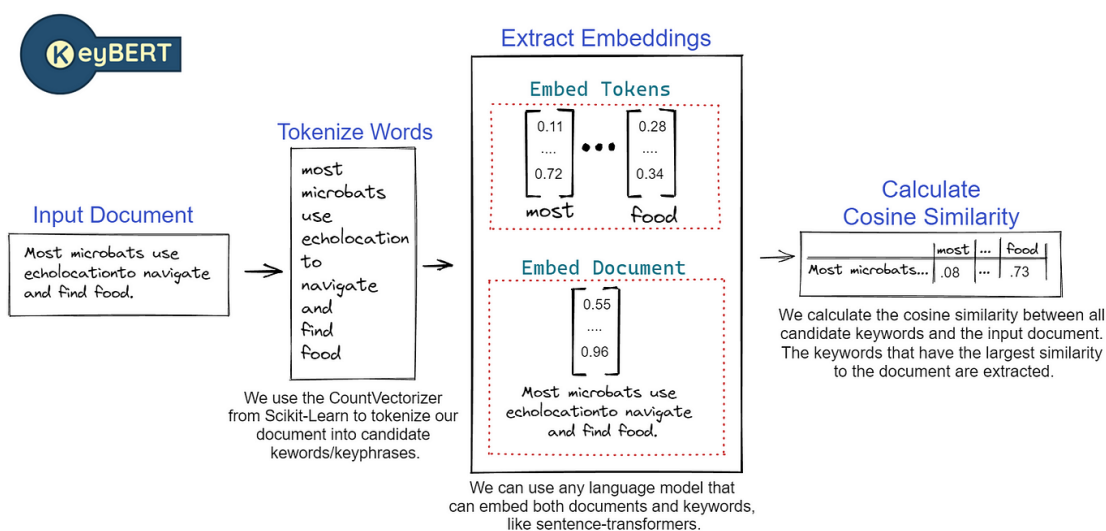 KeyBERT
Input Document
Most microbats use
echolocationto navigate
and find food.
Tokenize Words
most
microbats
use
echolocation
to
navigate
and
find
food
We use the CountVectorizer
from Scikit-Learn to tokenize our
document into candidate
kewords/keyphrases.
Extract Embeddings
Embed Tokens
0.11 0.28
.... ....
0.72 0.34
most food
Embed Document
0.55
....
0.96
Most microbats use
echolocationto navigate
and find food.
We can use any language model that
can embed both documents and keywords,
like sentence-transformers.
Calculate
Cosine Similarity
most ... food
Most microbats... .08 ... .73
We calculate the cosine similarity between all
candidate keywords and the input document.
The keywords that have the largest similarity
to the document are extracted.